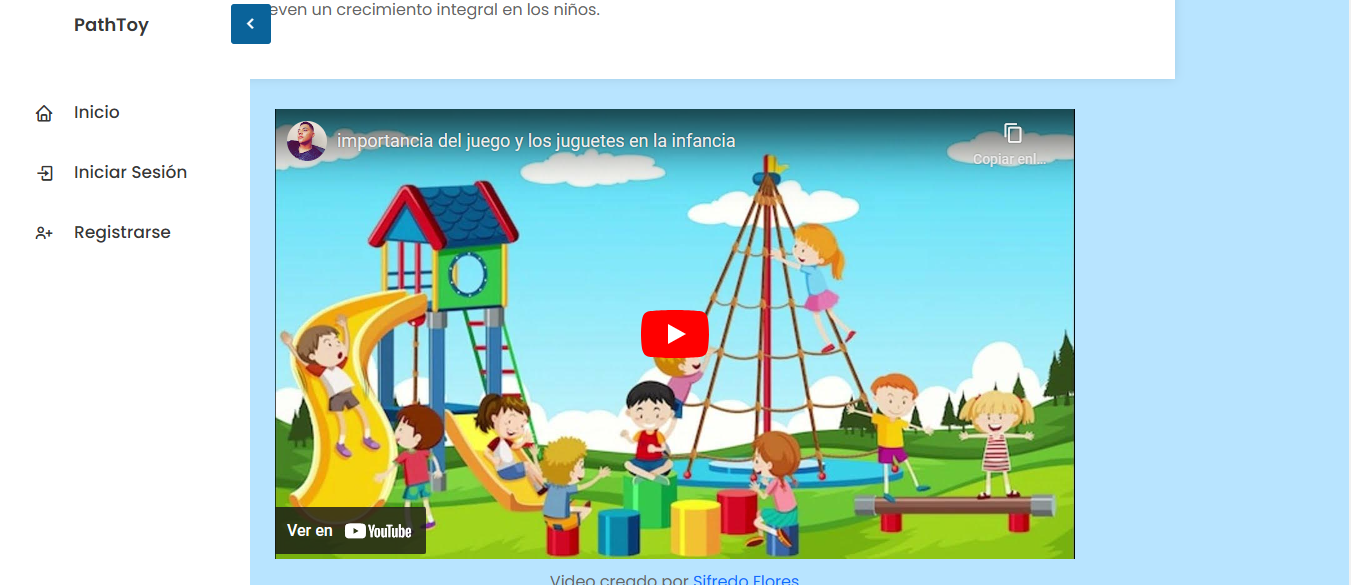 PathToy
even un crecimiento integral en los niños.
Inicio
Iniciar Sesión
Registrarse
importancia del juego y los juguetes en la infancia
Copiar enl...
Ver en YouTube
Video creado por Sifredo Flores